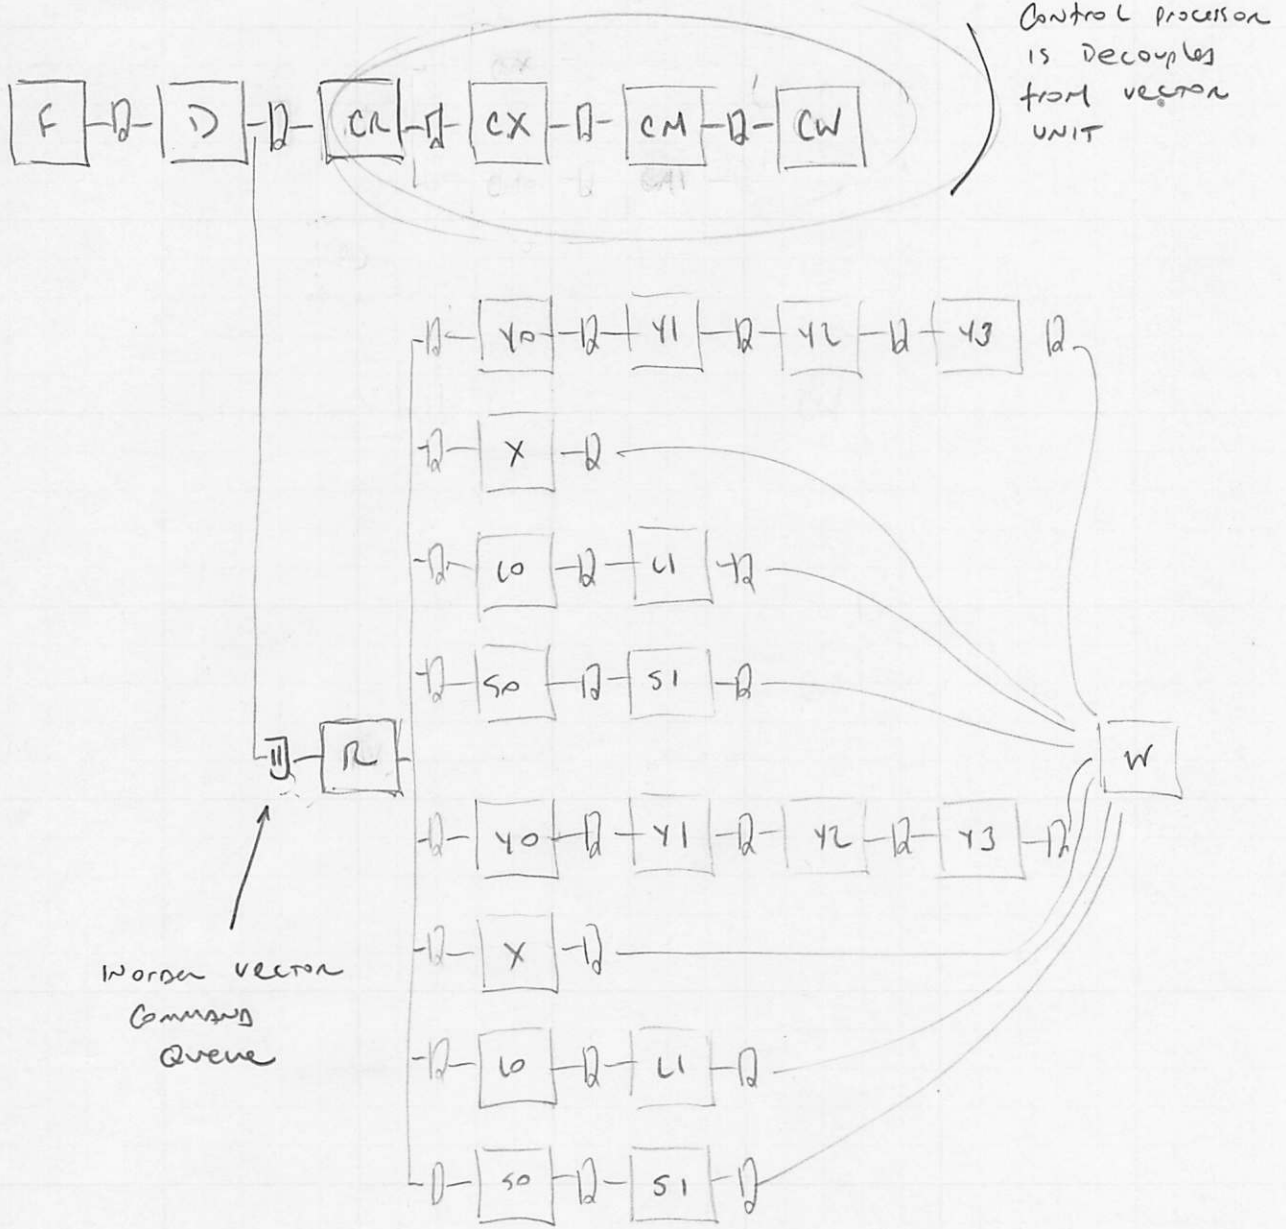 Control processor
is Decouples
from vector
UNIT
F D CR CX CM CW
Y0 Y1 Y2 Y3
X
L0 L1
S0 S1
R
W
Y0 Y1 Y2 Y3
X
Inorder vector
Command
Queue
L0 L1
S0 S1